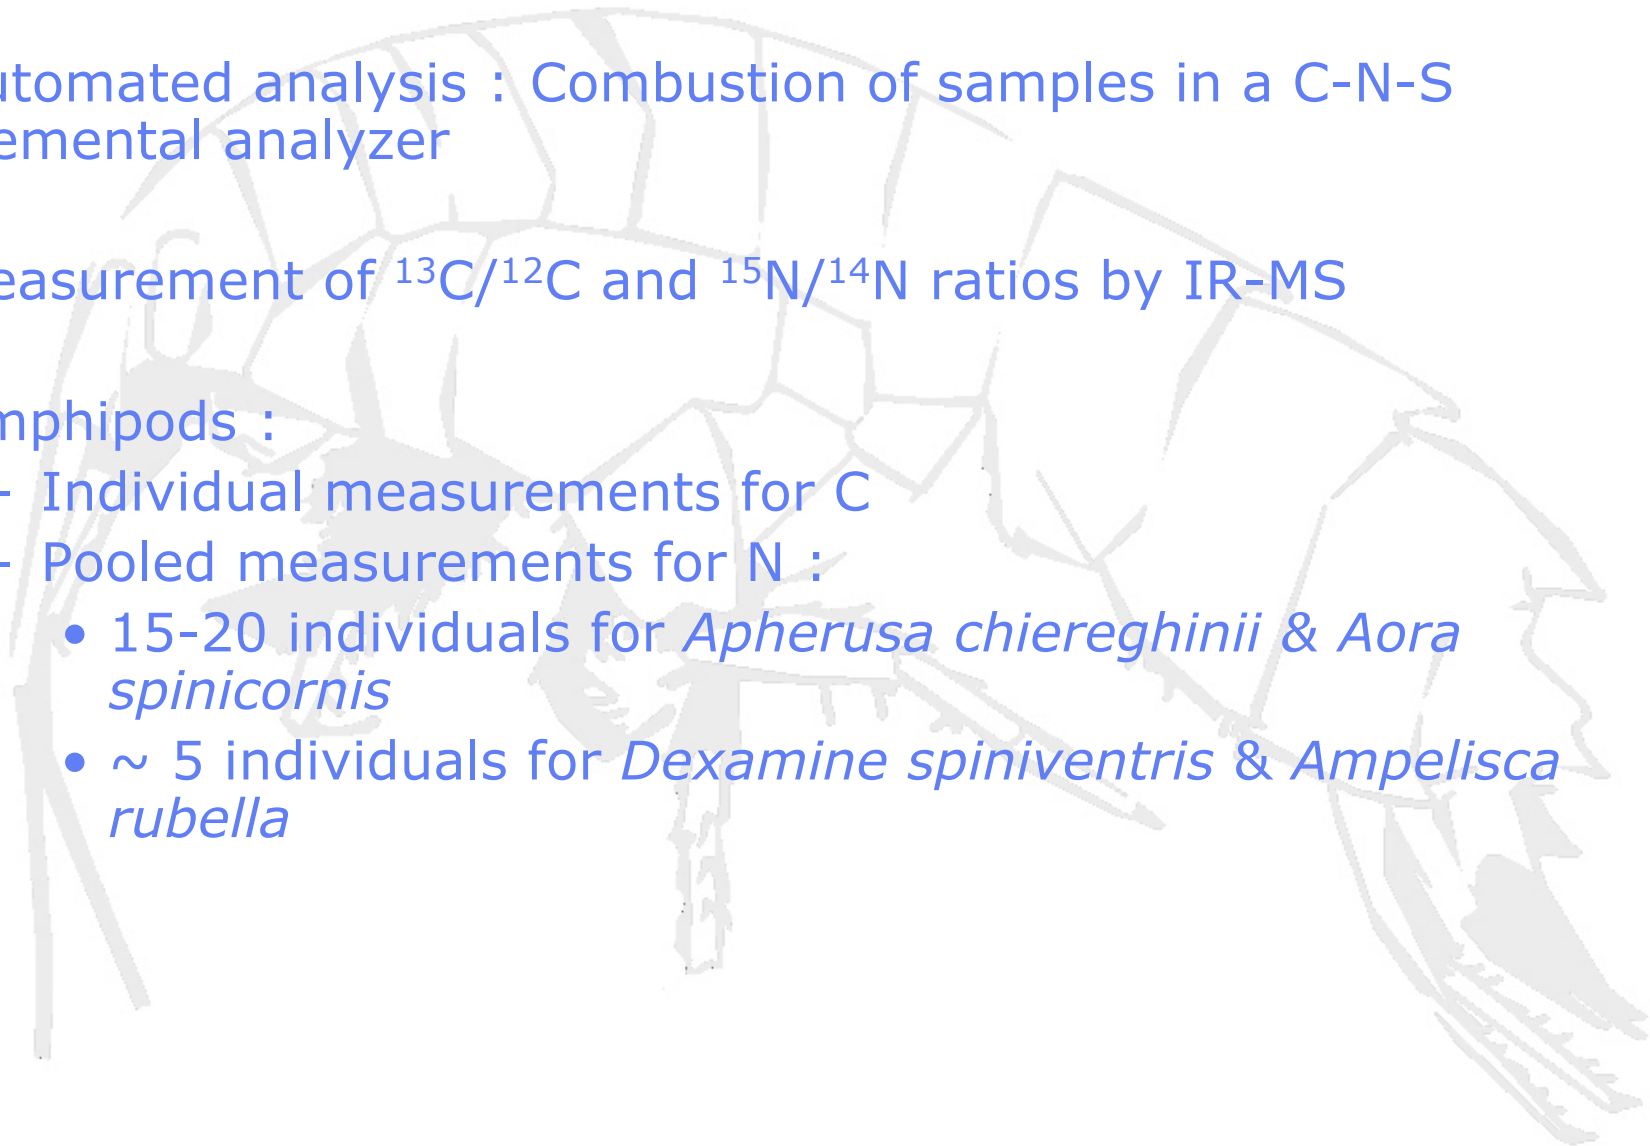 utomated analysis : Combustion of samples in a C-N-S
emental analyzer
easurement of ¹³C/¹²C and ¹⁵N/¹⁴N ratios by IR-MS
mphipods :
- Individual measurements for C
- Pooled measurements for N :
• 15-20 individuals for Apherusa chiereghinii & Aora
spinicornis
• ~ 5 individuals for Dexamine spiniventris & Ampelisca
rubella